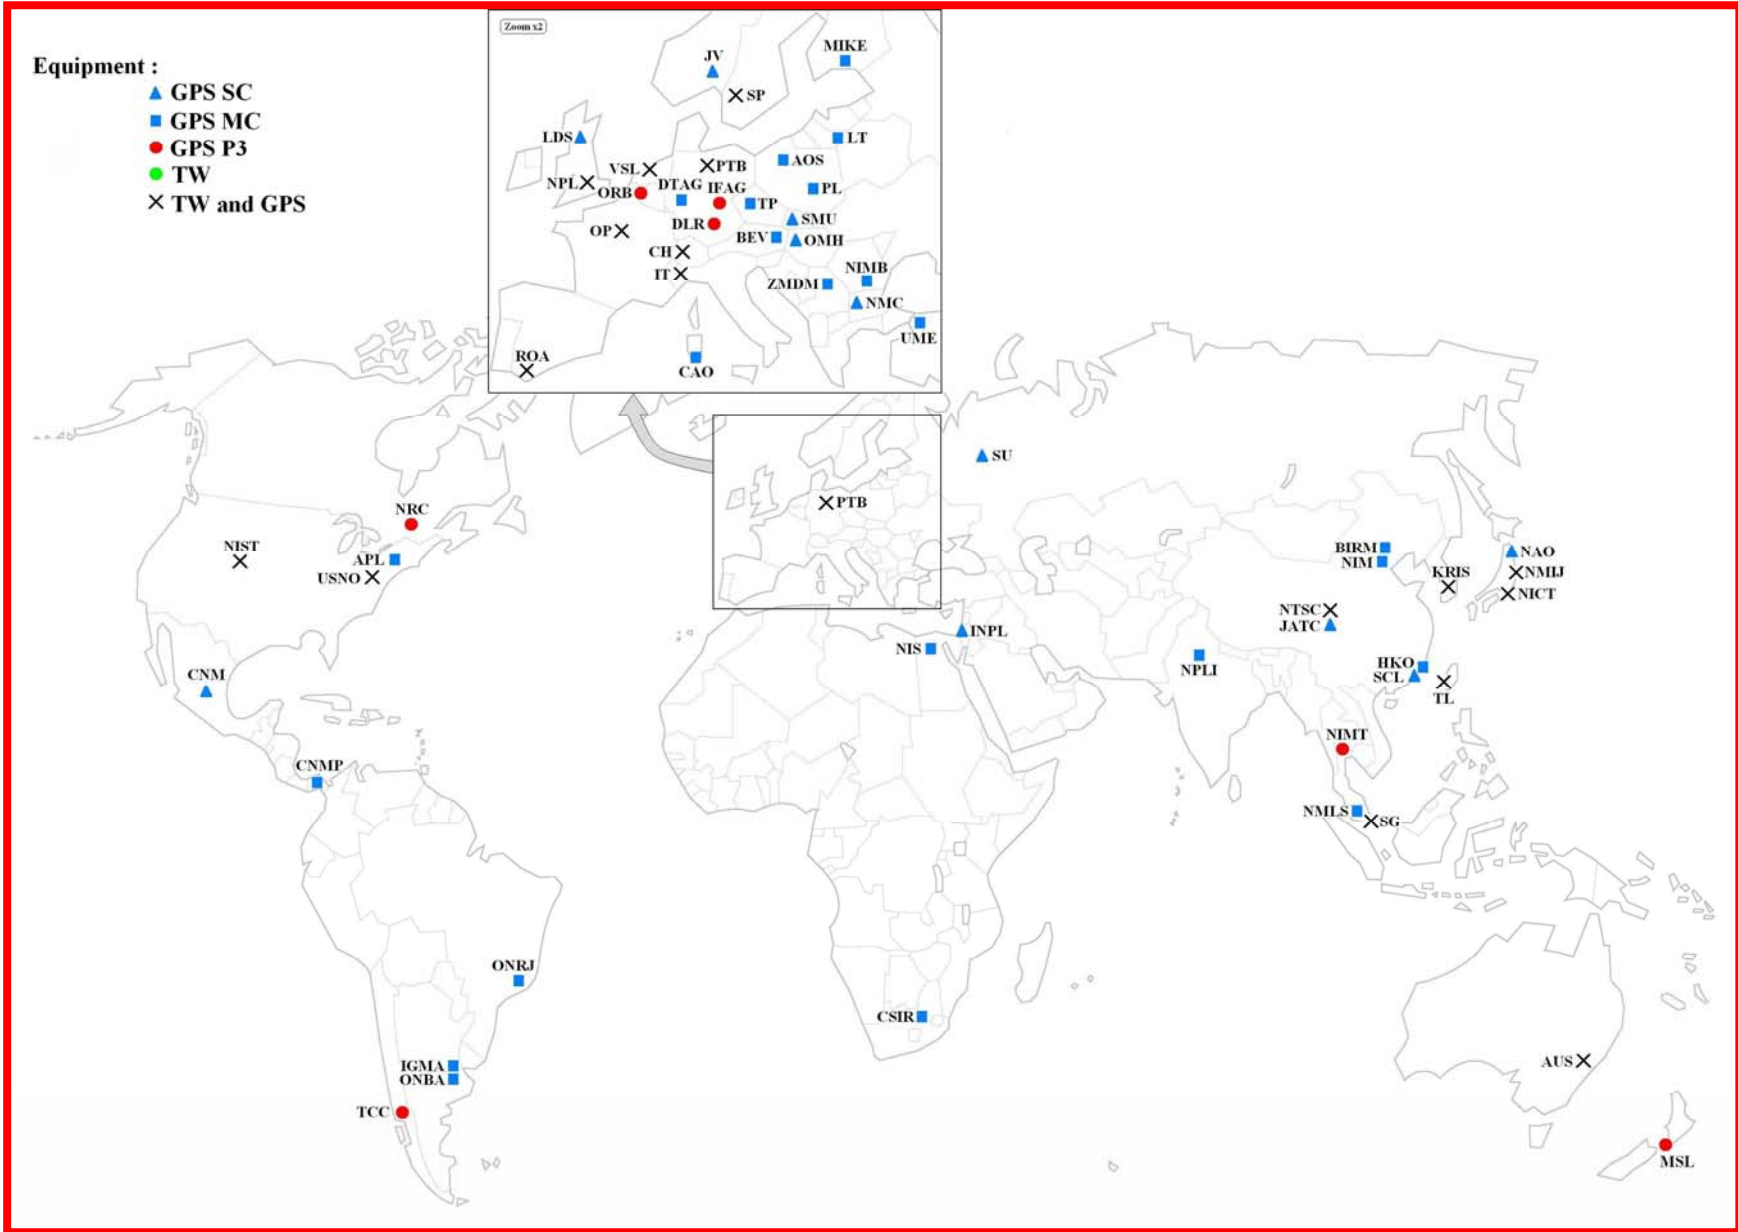 Zoom x2
Equipment :
GPS SC
GPS MC
GPS P3
TW
TW and GPS
JV
MIKE
SP
LDS
LT
AOS
VSL
PTB
NPL
ORB
DTAG
IFAG
PL
TP
DLR
SMU
OP
BEV
OMH
CH
IT
NIMB
ZMDM
NMC
UME
ROA
CAO
SU
PTB
NRC
NIST
APL
USNO
BIRM
NIM
NAO
KRIS
NMIJ
NICT
NTSC
JATC
INPL
NIS
CNM
NPLI
HKO
SCL
TL
NIMT
CNMP
NMLS
SG
ONRJ
CSIR
IGMA
ONBA
AUS
TCC
MSL